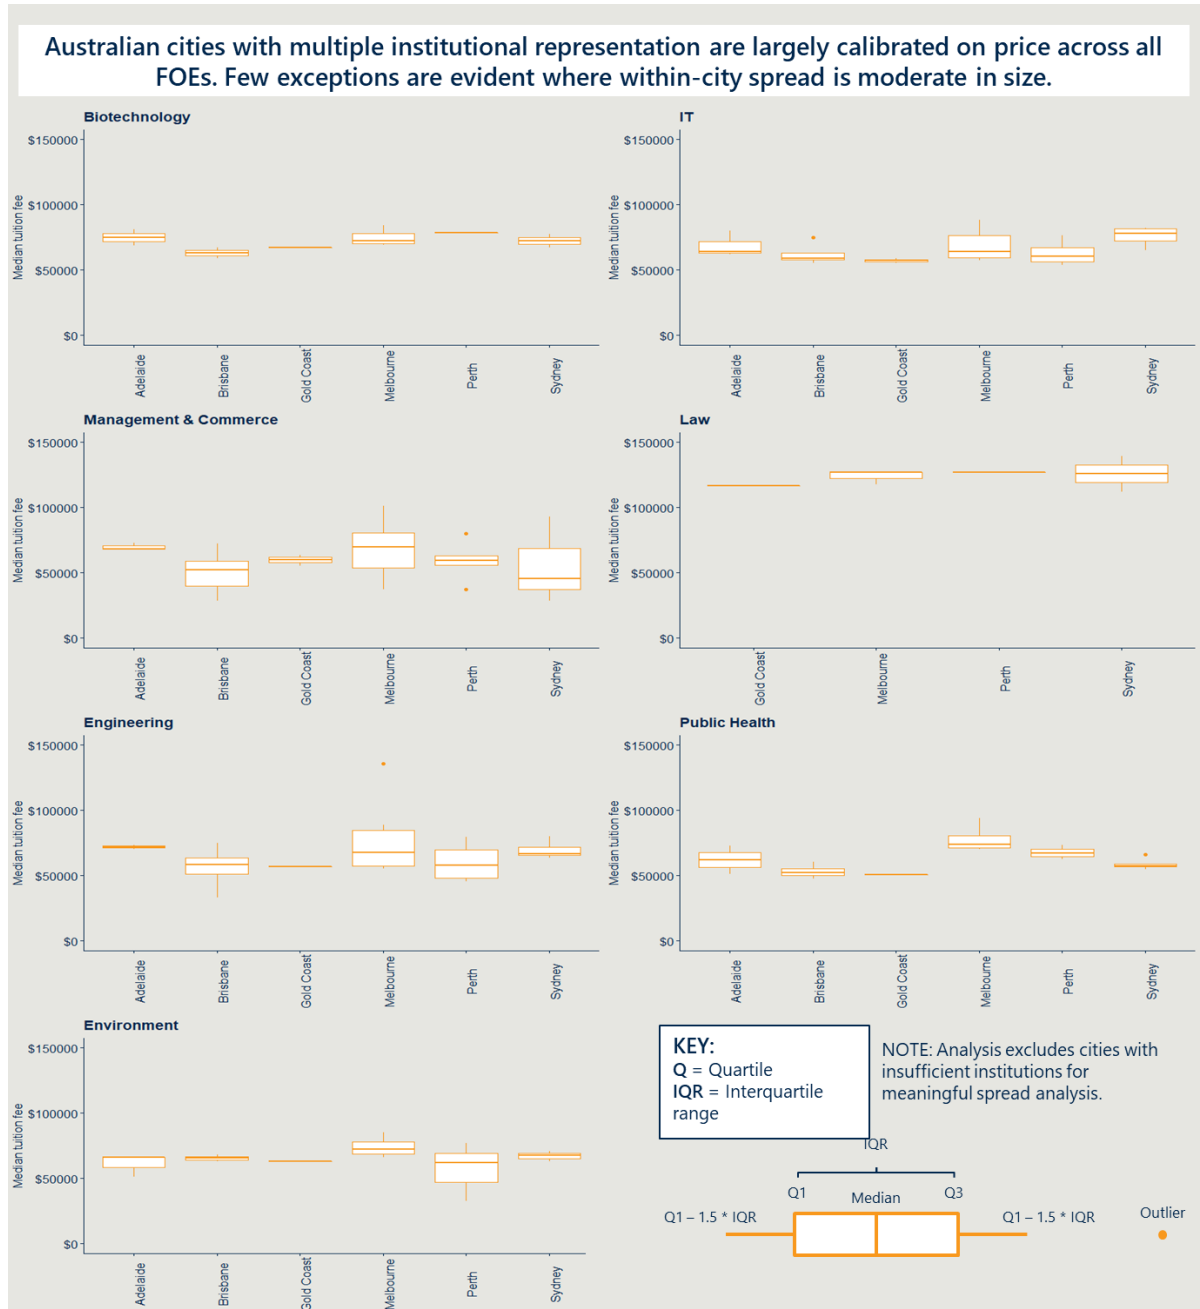 Australian cities with multiple institutional representation are largely calibrated on price across all
FOEs. Few exceptions are evident where within-city spread is moderate in size.
Biotechnology
Median tuition fee
$150000
$100000
$50000
$0
Adelaide
Brisbane
Gold Coast
Melbourne
Perth
Sydney
IT
Median tuition fee
$150000
$100000
$50000
$0
Adelaide
Brisbane
Gold Coast
Melbourne
Perth
Sydney
Management & Commerce
Median tuition fee
$150000
$100000
$50000
$0
Adelaide
Brisbane
Gold Coast
Melbourne
Perth
Sydney
Law
Median tuition fee
$150000
$100000
$50000
$0
Gold Coast
Melbourne
Perth
Sydney
Engineering
Median tuition fee
$150000
$100000
$50000
$0
Adelaide
Brisbane
Gold Coast
Melbourne
Perth
Sydney
Public Health
Median tuition fee
$150000
$100000
$50000
$0
Adelaide
Brisbane
Gold Coast
Melbourne
Perth
Sydney
Environment
Median tuition fee
$150000
$100000
$50000
$0
Adelaide
Brisbane
Gold Coast
Melbourne
Perth
Sydney
KEY:
Q = Quartile
IQR = Interquartile
range
NOTE: Analysis excludes cities with
insufficient institutions for
meaningful spread analysis.
IQR
Q1
Median
Q3
Q1 – 1.5 * IQR
Q1 – 1.5 * IQR
Outlier